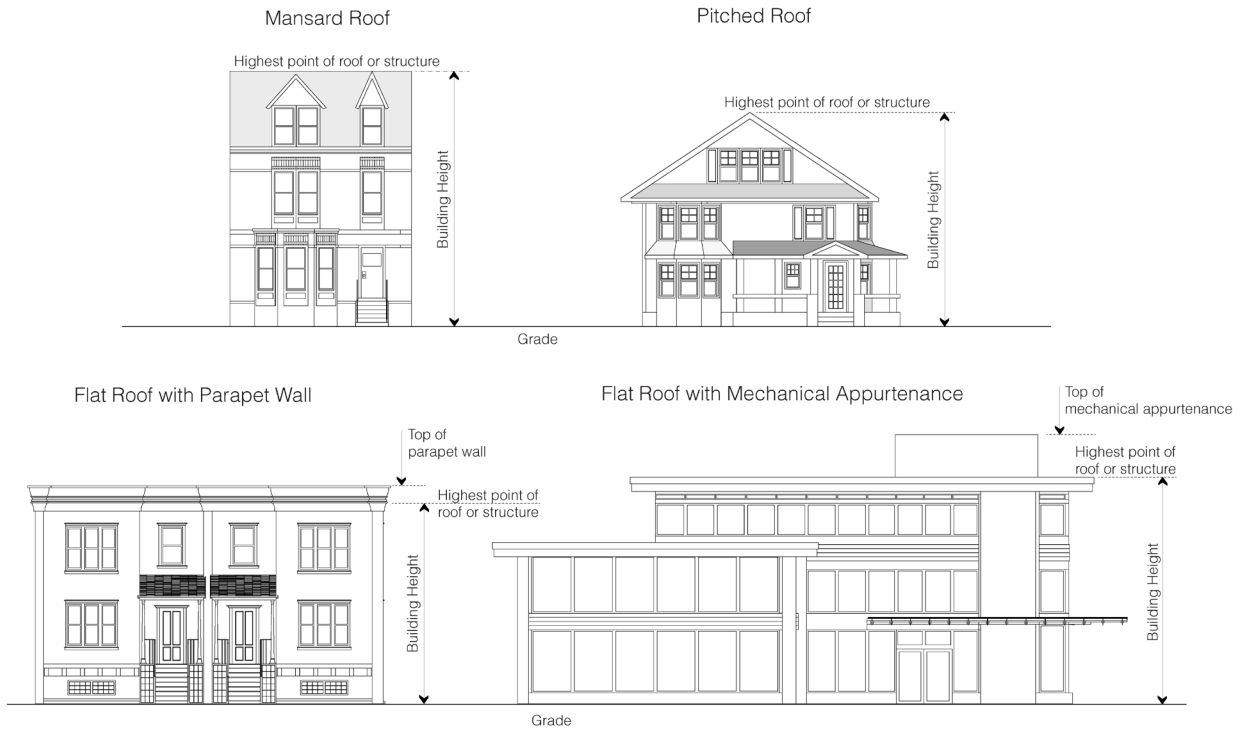 Mansard Roof
Pitched Roof
Highest point of roof or structure
Highest point of roof or structure
Building Height
Building Height
Grade
Flat Roof with Parapet Wall
Flat Roof with Mechanical Appurtenance
Top of
mechanical appurtenance
Top of
parapet wall
Highest point of
roof or structure
Highest point of
roof or structure
Building Height
Building Height
Grade